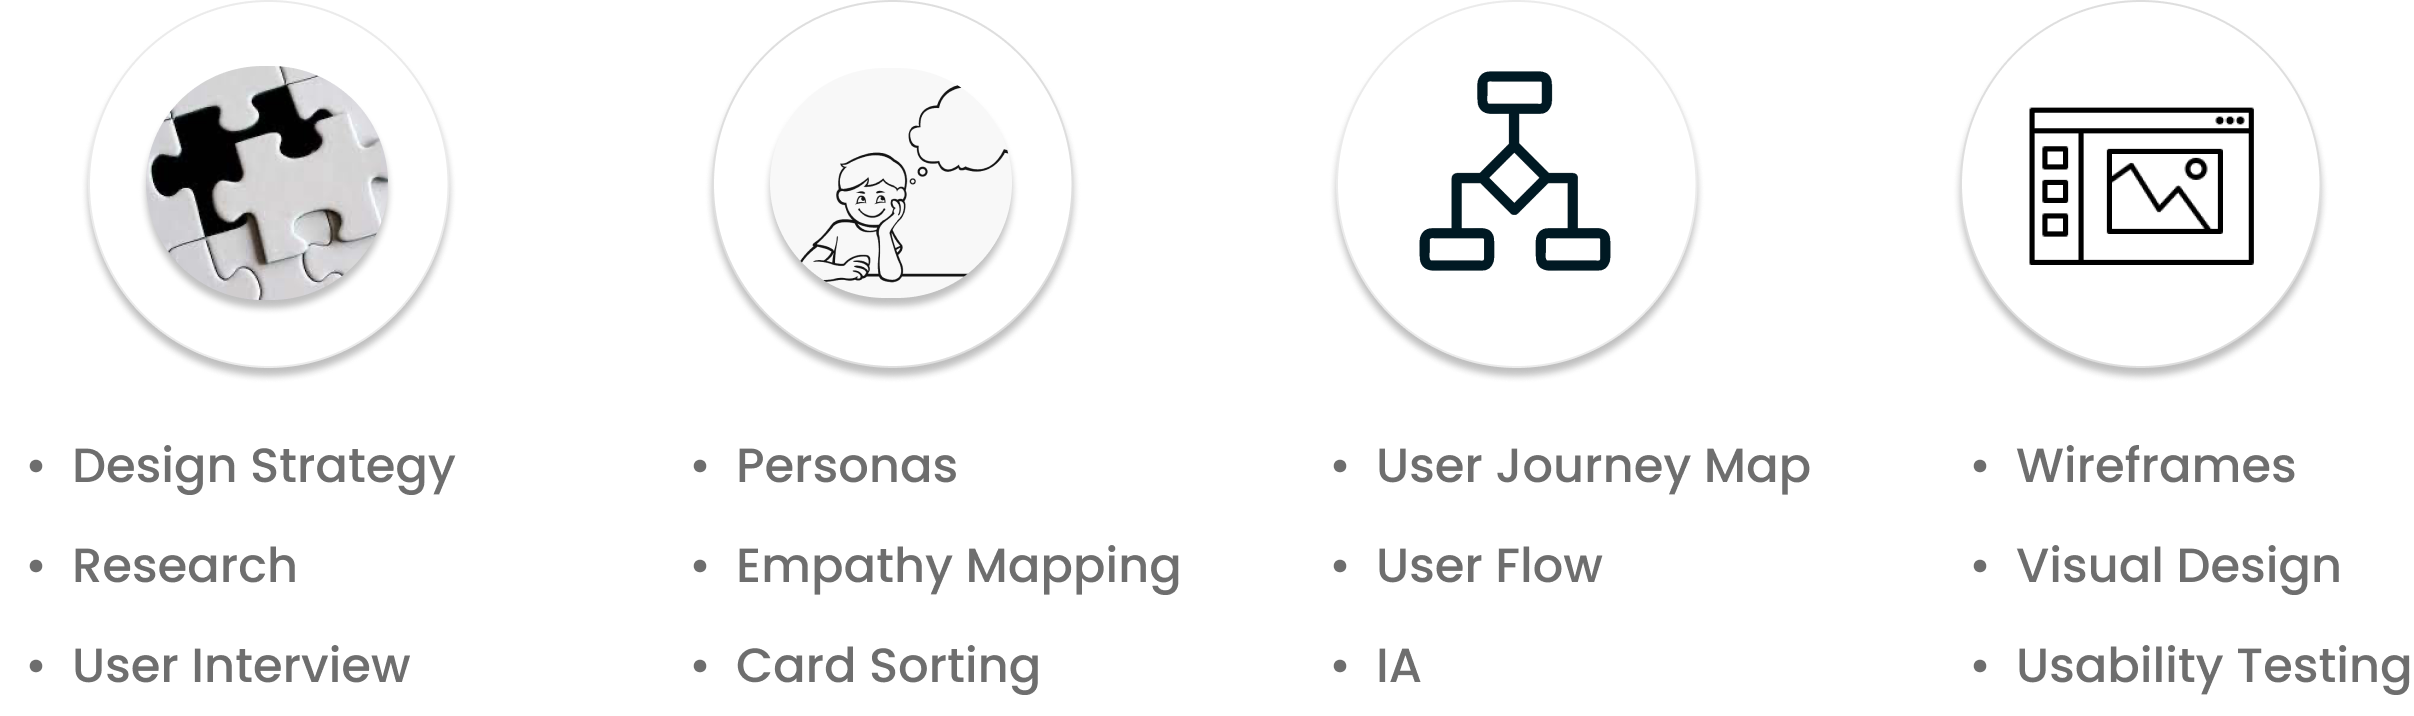 • Design Strategy
• Research
• User Interview
• Personas
• Empathy Mapping
• Card Sorting
• User Journey Map
• User Flow
• IA
• Wireframes
• Visual Design
• Usability Testing